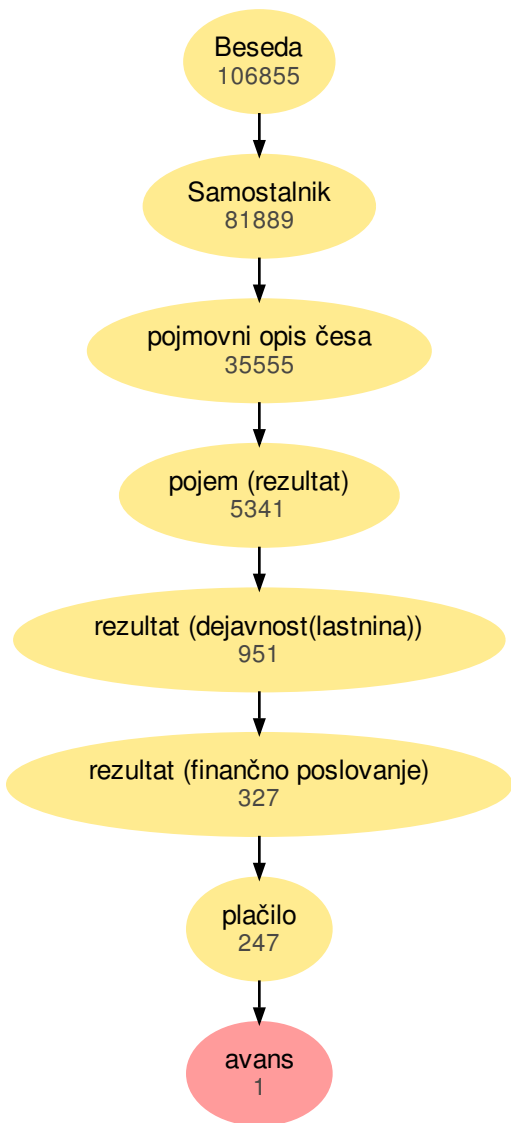 Beseda
106855
Samostalnik
81889
pojmovni opis česa
35555
pojem (rezultat)
5341
rezultat (dejavnost(lastnina))
951
rezultat (finančno poslovanje)
327
plačilo
247
avans
1